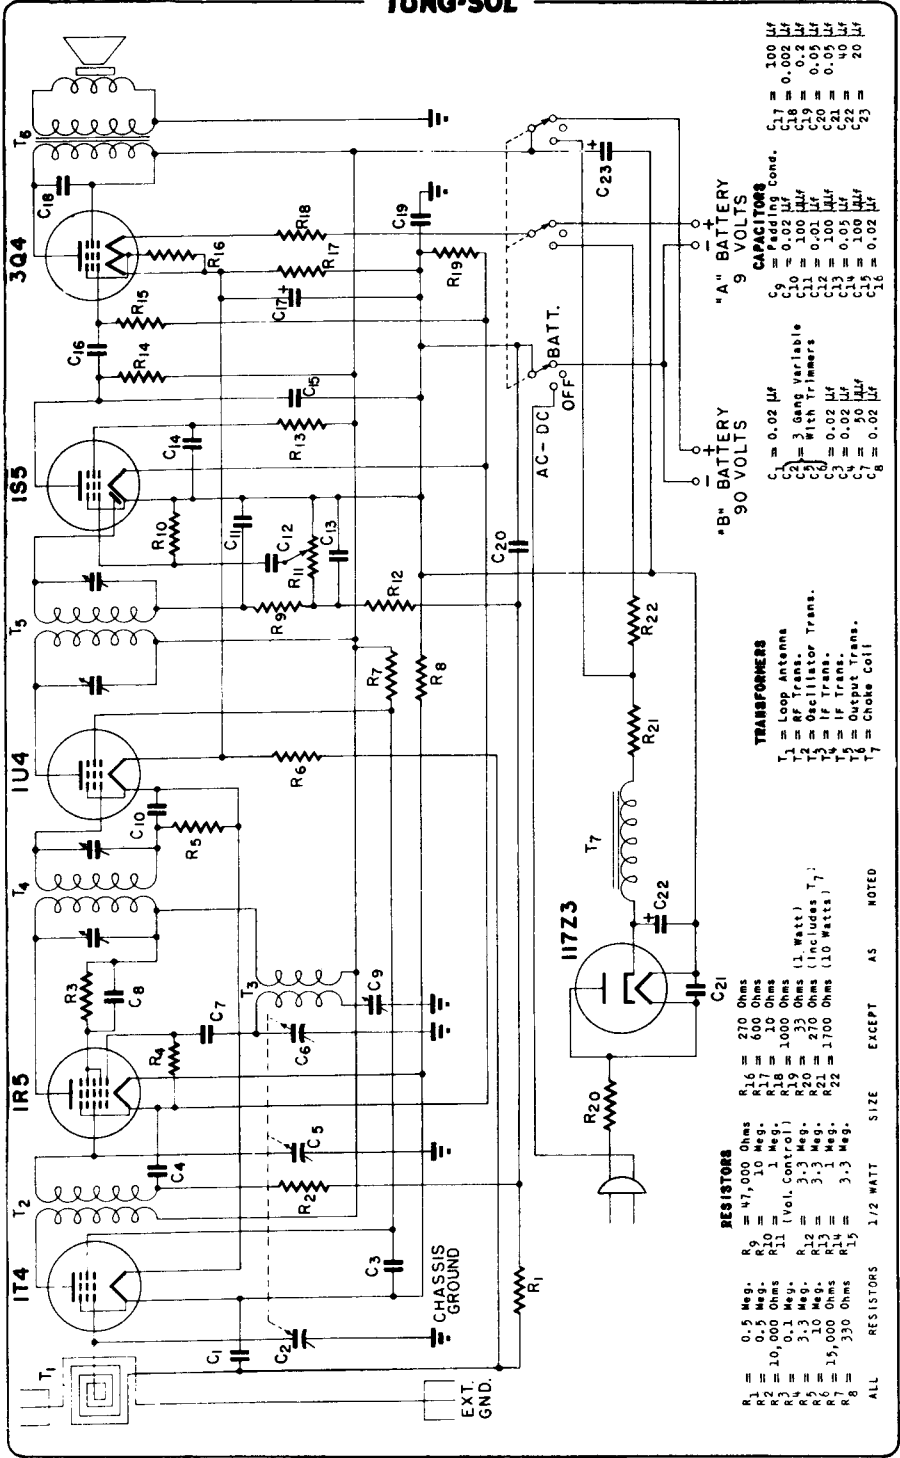 TUNG-SOL
1T4
1R5
1U4
1S5
3Q4
T1
T2
T4
T5
T6
R3
C8
C18
C10
C16
R15
R14
R16
C4
R4
C7
R5
R10
C14
T3
C11
C12
R11
C13
R13
C15
C17
+
R17
R18
C1
C2
R2
C5
C6
C9
R6
R9
R12
C3
R7
R8
C19
R19
EXT.
GND.
CHASSIS
GROUND
R1
C20
AC-DC
OFF
BATT.
C23
+
117Z3
R20
C21
C22
+
T7
R21
R22
- +
"B" BATTERY
90 VOLTS
- +
"A" BATTERY
9 VOLTS
RESISTORS
R1 = 0.5 Meg.
R2 = 0.5 Meg.
R3 = 10,000 Ohms
R4 = 0.1 Meg.
R5 = 3.3 Meg.
R6 = 10 Meg.
R7 = 15,000 Ohms
R8 = 330 Ohms
R9 = 47,000 Ohms
R10 = 10 Meg.
R11 = 1 Meg. (Vol. Control)
R12 = 3.3 Meg.
R13 = 3.3 Meg.
R14 = 1 Meg.
R15 = 3.3 Meg.
R16 = 270 Ohms
R17 = 600 Ohms
R18 = 10 Ohms
R19 = 1000 Ohms
R20 = 33 Ohms (1 Watt)
R21 = 270 Ohms (Includes T7)
R22 = 1700 Ohms (10 Watts)
ALL RESISTORS 1/2 WATT SIZE EXCEPT AS NOTED
TRANSFORMERS
T1 = Loop Antenna
T2 = RF Trans.
T3 = Oscillator Trans.
T4 = IF Trans.
T5 = IF Trans.
T6 = Output Trans.
T7 = Choke Coil
CAPACITORS
C1 = 0.02 µf
C2
C5 } = 3 Gang Variable
C6 With Trimmers
C3 = 0.02 µf
C4 = 0.02 µf
C7 = 50 µµf
C8 = 0.02 µf
C9 = Padding Cond.
C10 = 0.02 µf
C11 = 100 µµf
C12 = 0.01 µf
C13 = 100 µµf
C14 = 0.05 µf
C15 = 100 µµf
C16 = 0.02 µf
C17 = 100 µf
C18 = 0.002 µf
C19 = 0.2 µf
C20 = 0.05 µf
C21 = 0.05 µf
C22 = 40 µf
C23 = 20 µf